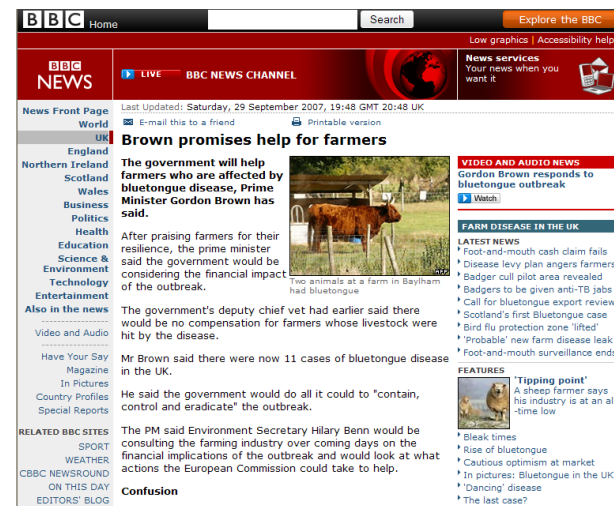 BBC Home
Search
Explore the BBC
Low graphics | Accessibility help
BBC
NEWS
LIVE BBC NEWS CHANNEL
News services
Your news when you
want it
News Front Page
World
UK
England
Northern Ireland
Scotland
Wales
Business
Politics
Health
Education
Science &
Environment
Technology
Entertainment
Also in the news
Video and Audio
Have Your Say
Magazine
In Pictures
Country Profiles
Special Reports
RELATED BBC SITES
SPORT
WEATHER
CBBC NEWSROUND
ON THIS DAY
EDITORS' BLOG
Last Updated: Saturday, 29 September 2007, 19:48 GMT 20:48 UK
E-mail this to a friend
Printable version
Brown promises help for farmers
The government will help
farmers who are affected by
bluetongue disease, Prime
Minister Gordon Brown has
said.
After praising farmers for their
resilience, the prime minister
said the government would be
considering the financial impact
of the outbreak.
AFP
Two animals at a farm in Baylham
had bluetongue
The government's deputy chief vet had earlier said there
would be no compensation for farmers whose livestock were
hit by the disease.
Mr Brown said there were now 11 cases of bluetongue disease
in the UK.
He said the government would do all it could to "contain,
control and eradicate" the outbreak.
The PM said Environment Secretary Hilary Benn would be
consulting the farming industry over coming days on the
financial implications of the outbreak and would look at what
actions the European Commission could take to help.
Confusion
VIDEO AND AUDIO NEWS
Gordon Brown responds to
bluetongue outbreak
Watch
FARM DISEASE IN THE UK
LATEST NEWS
Foot-and-mouth cash claim fails
Disease levy plan angers farmers
Badger cull pilot area revealed
Badgers to be given anti-TB jabs
Call for bluetongue export review
Scotland's first Bluetongue case
Bird flu protection zone 'lifted'
'Probable' new farm disease leak
Foot-and-mouth surveillance ends
FEATURES
'Tipping point'
A sheep farmer says
his industry is at an al
-time low
Bleak times
Rise of bluetongue
Cautious optimism at market
In pictures: Bluetongue in the UK
'Dancing' disease
The last case?